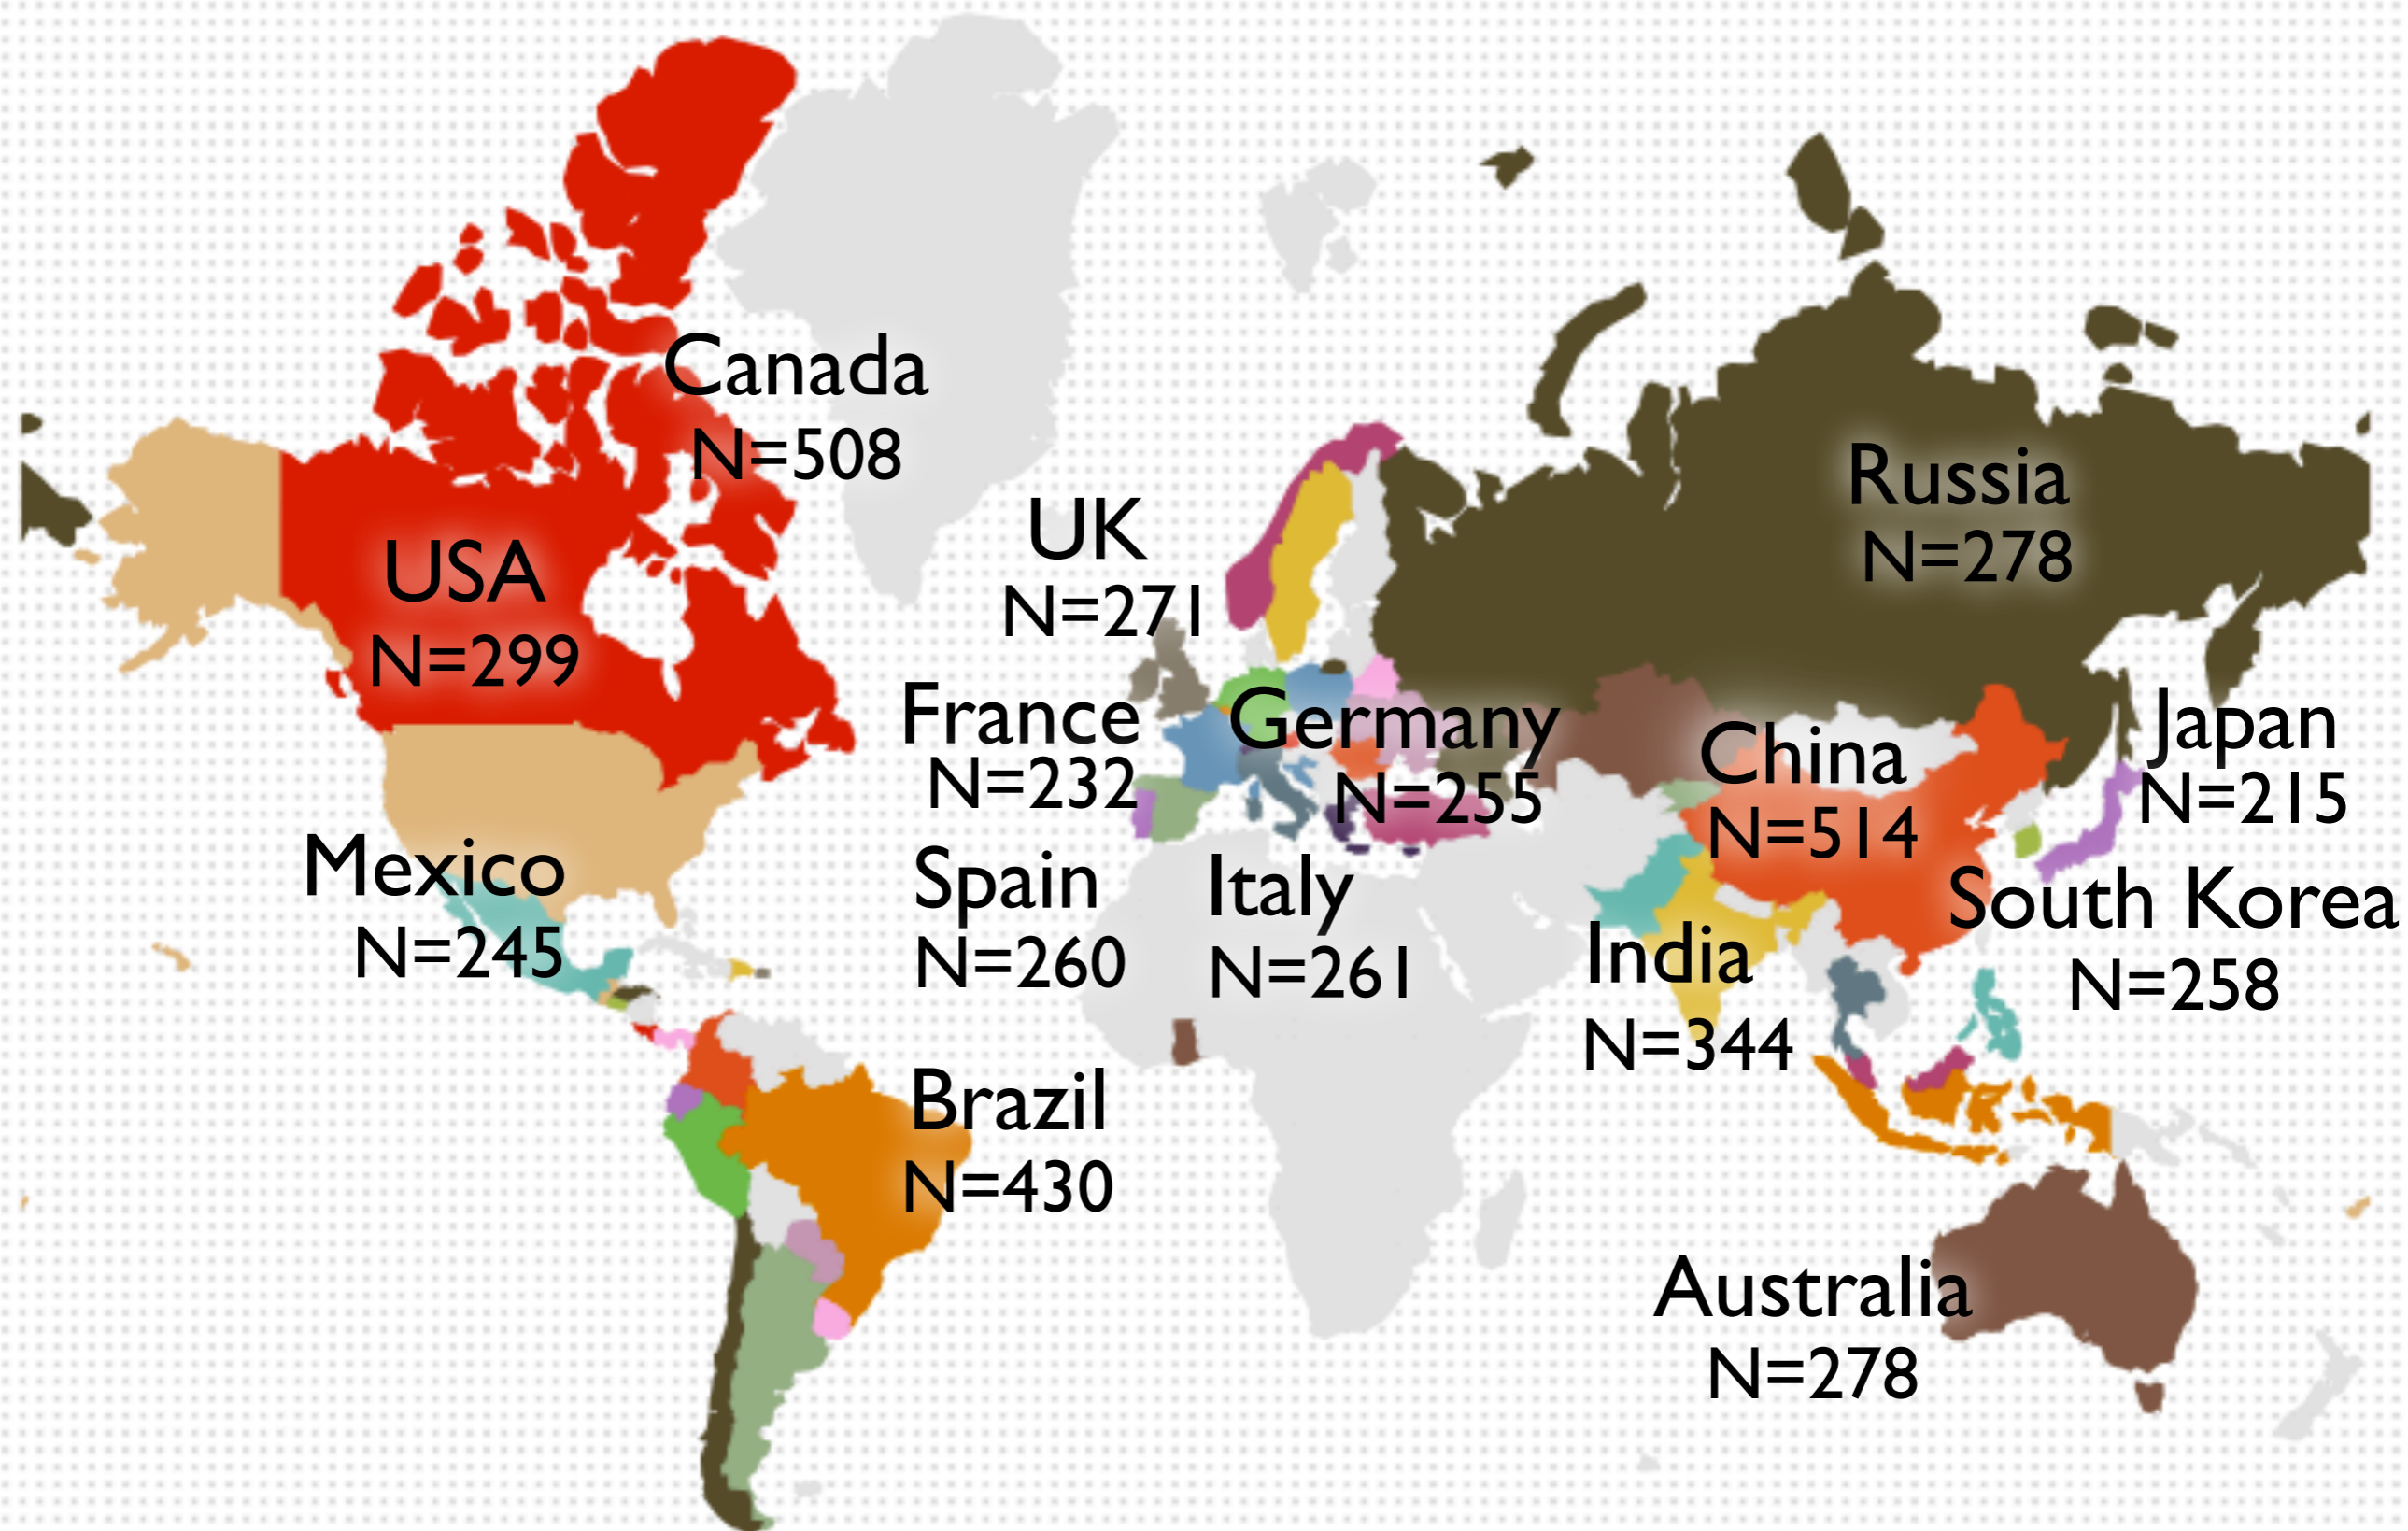 Canada
N=508
Russia
N=278
UK
N=271
USA
N=299
France
N=232
Germany
N=255
China
N=514
Japan
N=215
Mexico
N=245
Spain
N=260
Italy
N=261
India
N=344
South Korea
N=258
Brazil
N=430
Australia
N=278